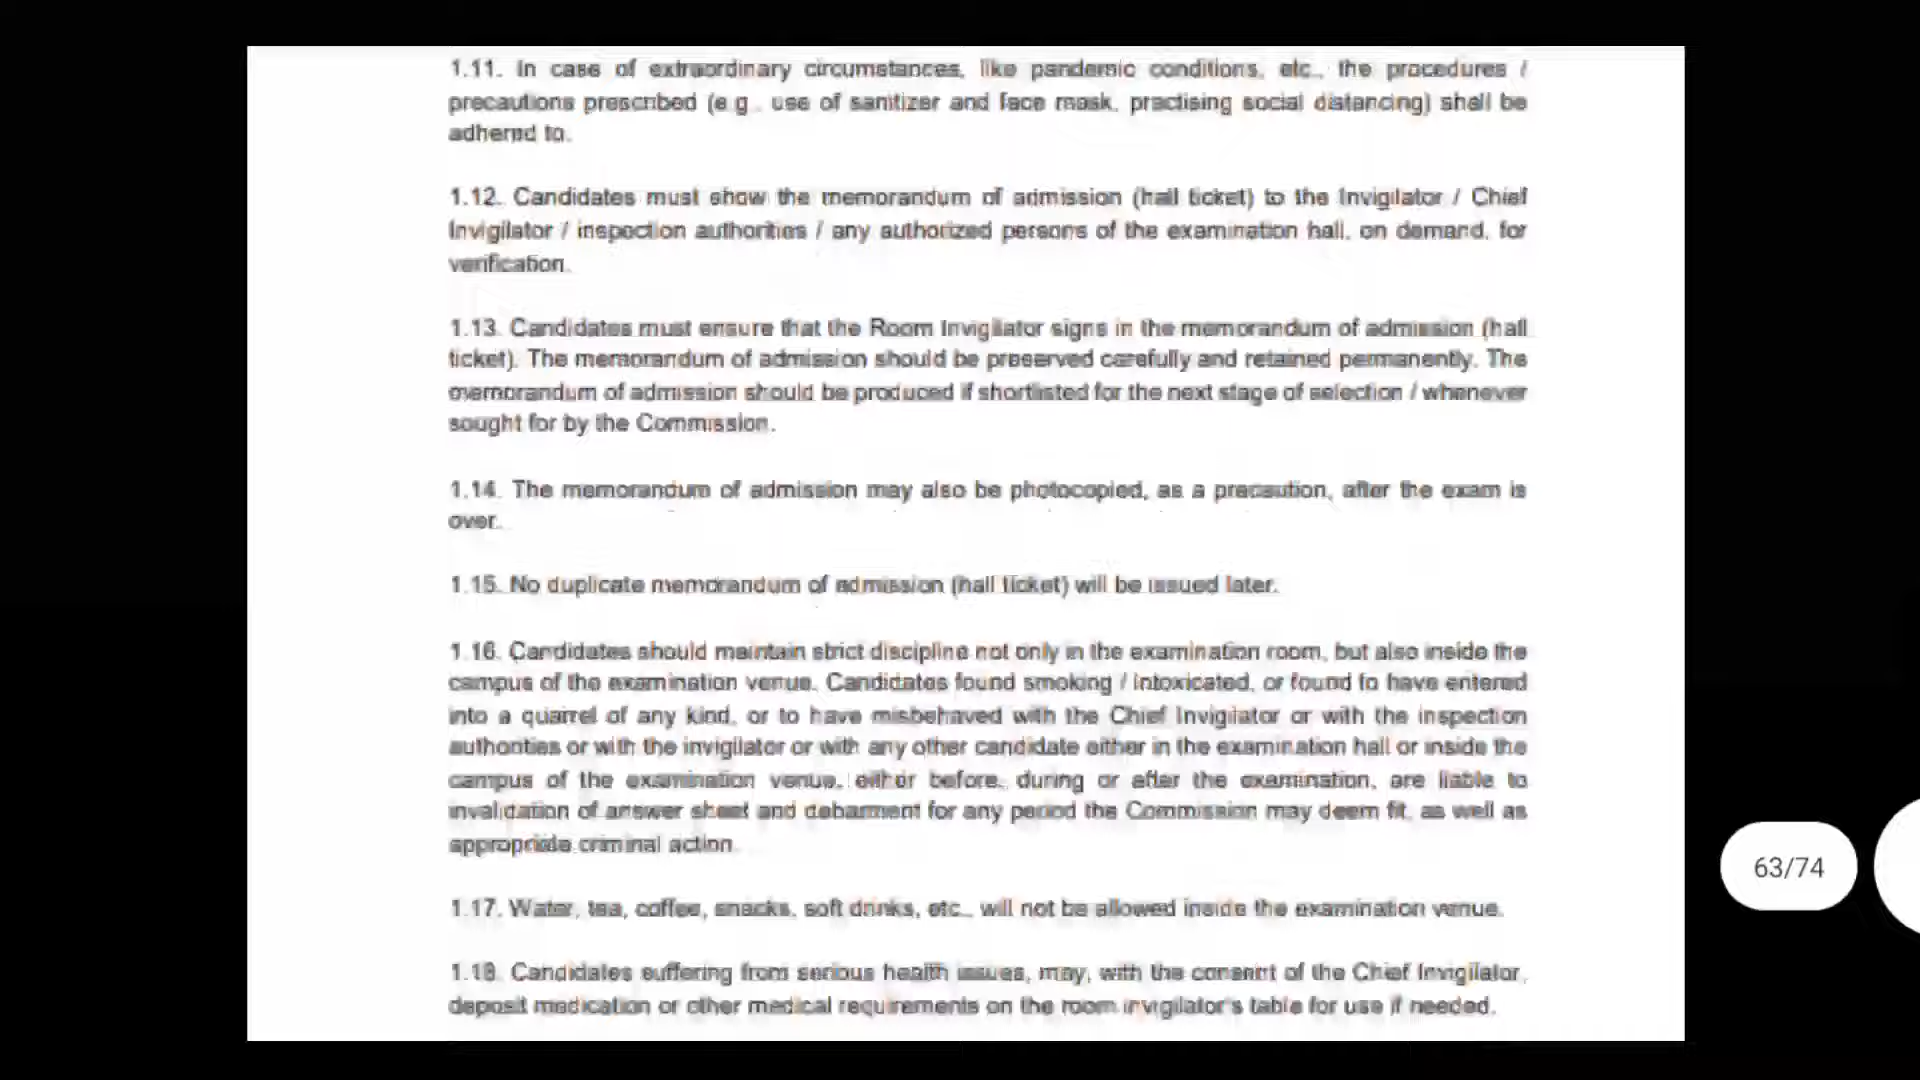 1.11. In case of extraordinary circumstances, like pandemic conditions, etc., the procedures /
precautions prescribed (e.g., use of sanitizer and face mask, practising social distancing) shall be
adhered to.
1.12. Candidates must show the memorandum of admission (hall ticket) to the Invigilator / Chief
Invigilator / inspection authorities / any authorized persons of the examination hall, on demand, for
verification.
1.13. Candidates must ensure that the Room Invigilator signs in the memorandum of admission (hall
ticket). The memorandum of admission should be preserved carefully and retained permanently. The
memorandum of admission should be produced if shortlisted for the next stage of selection / whenever
sought for by the Commission.
1.14. The memorandum of admission may also be photocopied, as a precaution, after the exam is
over.
1.15. No duplicate memorandum of admission (hall ticket) will be issued later.
1.16. Candidates should maintain strict discipline not only in the examination room, but also inside the
campus of the examination venue. Candidates found smoking / intoxicated, or found to have entered
into a quarrel of any kind, or to have misbehaved with the Chief Invigilator or with the inspection
authorities or with the invigilator or with any other candidate either in the examination hall or inside the
campus of the examination venue, either before, during or after the examination, are liable to
invalidation of answer sheet and debarment for any period the Commission may deem fit, as well as
appropriate criminal action.
1.17. Water, tea, coffee, snacks, soft drinks, etc., will not be allowed inside the examination venue.
1.18. Candidates suffering from serious health issues, may, with the consent of the Chief Invigilator,
deposit medication or other medical requirements on the room invigilator's table for use if needed.
63/74